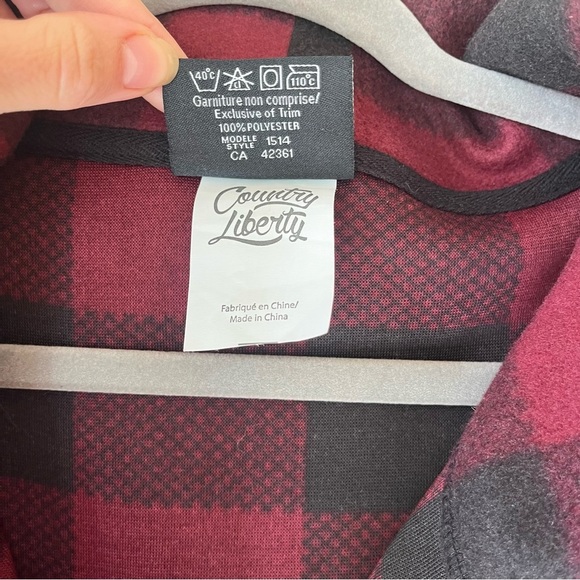 40°c cl 110°c
Garniture non comprise/
Exclusive of Trim
100% POLYESTER
MODELE
STYLE 1514
CA 42361
Country
Liberty
Fabriqué en Chine/
Made in China